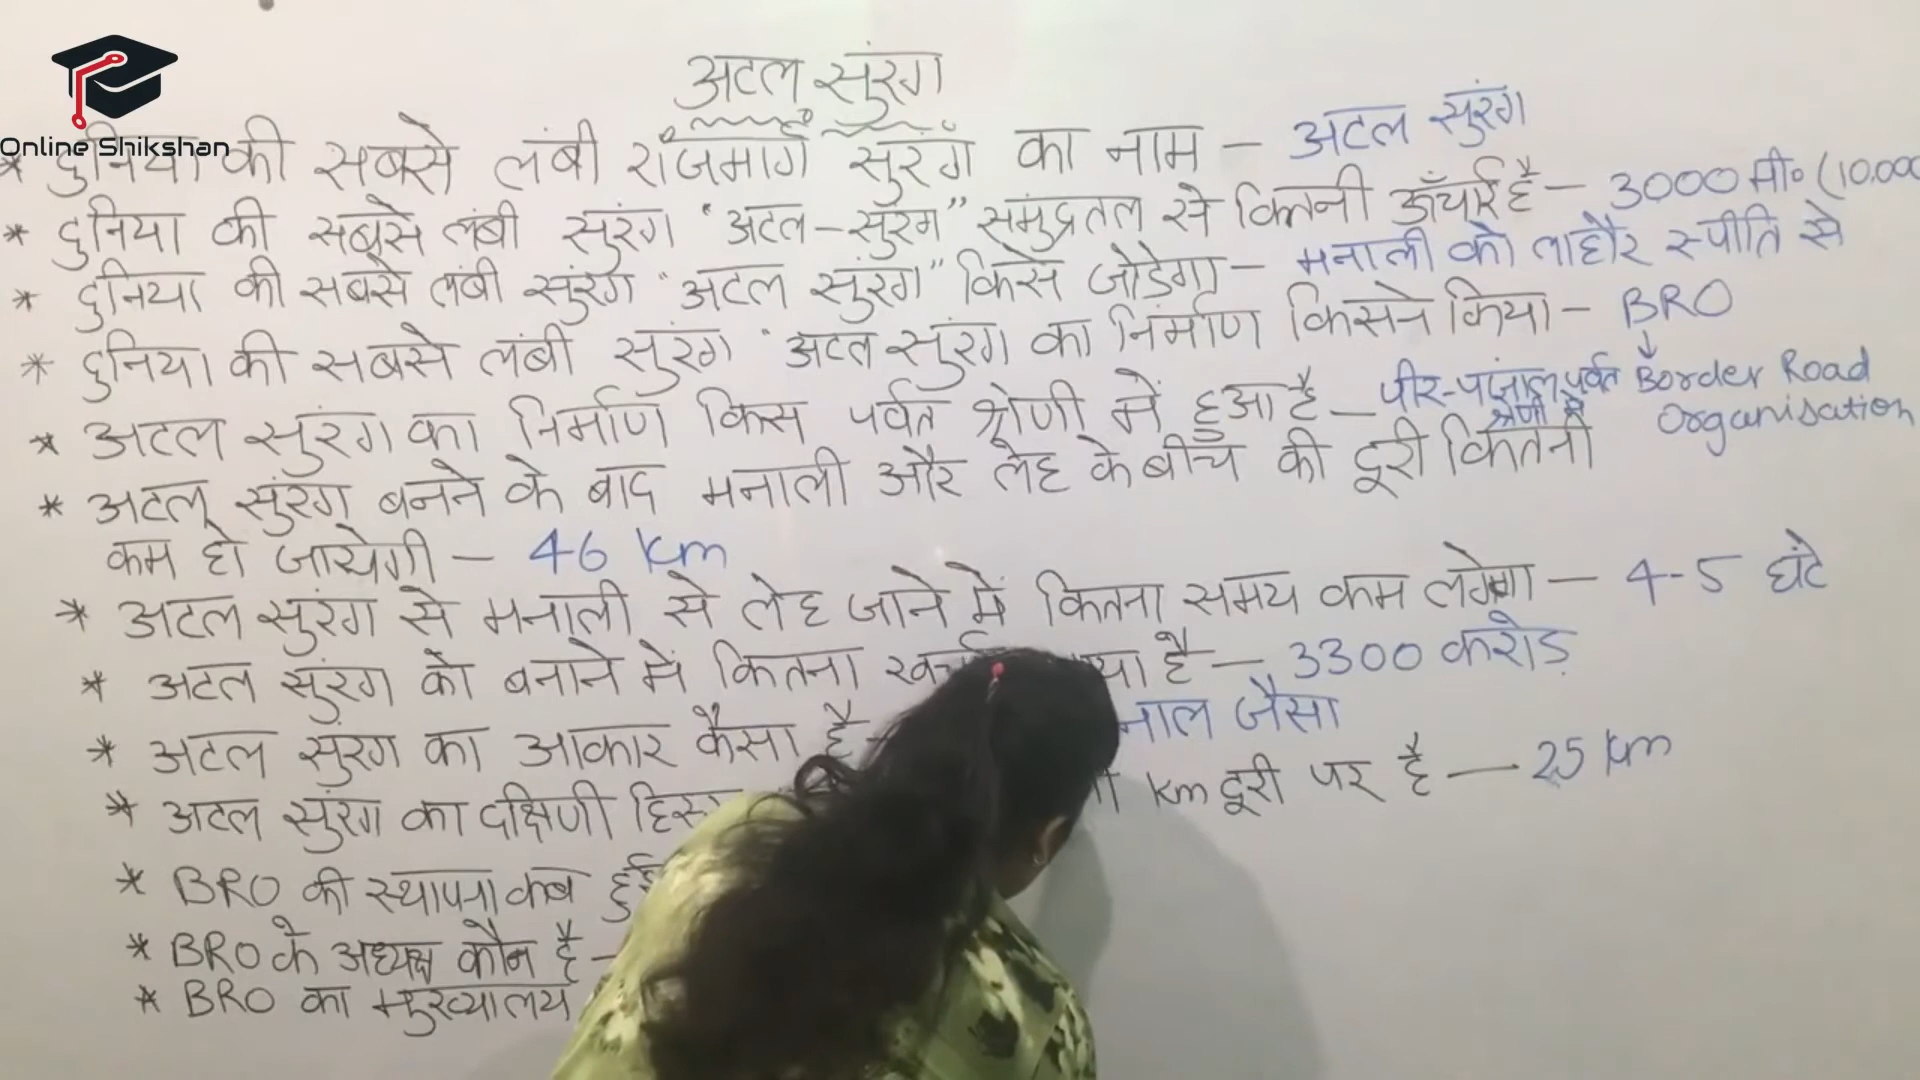 Online Shikshan
अटल सुरंग
* दुनिया की सबसे लंबी राजमार्ग सुरंग का नाम – अटल सुरंग
* दुनिया की सबसे लंबी सुरंग "अटल-सुरंग" समुद्रतल से कितनी ऊँचाई है – 3000 मी० (10,000
* दुनिया की सबसे लंबी सुरंग "अटल सुरंग" किसे जोड़ेगा – मनाली को लाहौर स्पीति से
* दुनिया की सबसे लंबी सुरंग "अटल सुरंग का निर्माण किसने किया – BRO
↓
* अटल सुरंग का निर्माण किस पर्वत श्रेणी में हुआ है – पीर-पंजाल पर्वत श्रेणी में
Border Road
Organisation
* अटल सुरंग बनने के बाद मनाली और लेह के बीच की दूरी कितनी
कम हो जायेगी – 46 km
* अटल सुरंग से मनाली से लेह जाने में कितना समय कम लगेगा – 4-5 घंटे
* अटल सुरंग को बनाने में कितना है – 3300 करोड़
* अटल सुरंग का आकार कैसा है – नाल जैसा
* अटल सुरंग का दक्षिणी km दूरी पर है – 25 km
* BRO की स्थापना कब हुई
* BRO के अध्यक्ष कौन है –
* BRO का मुख्यालय